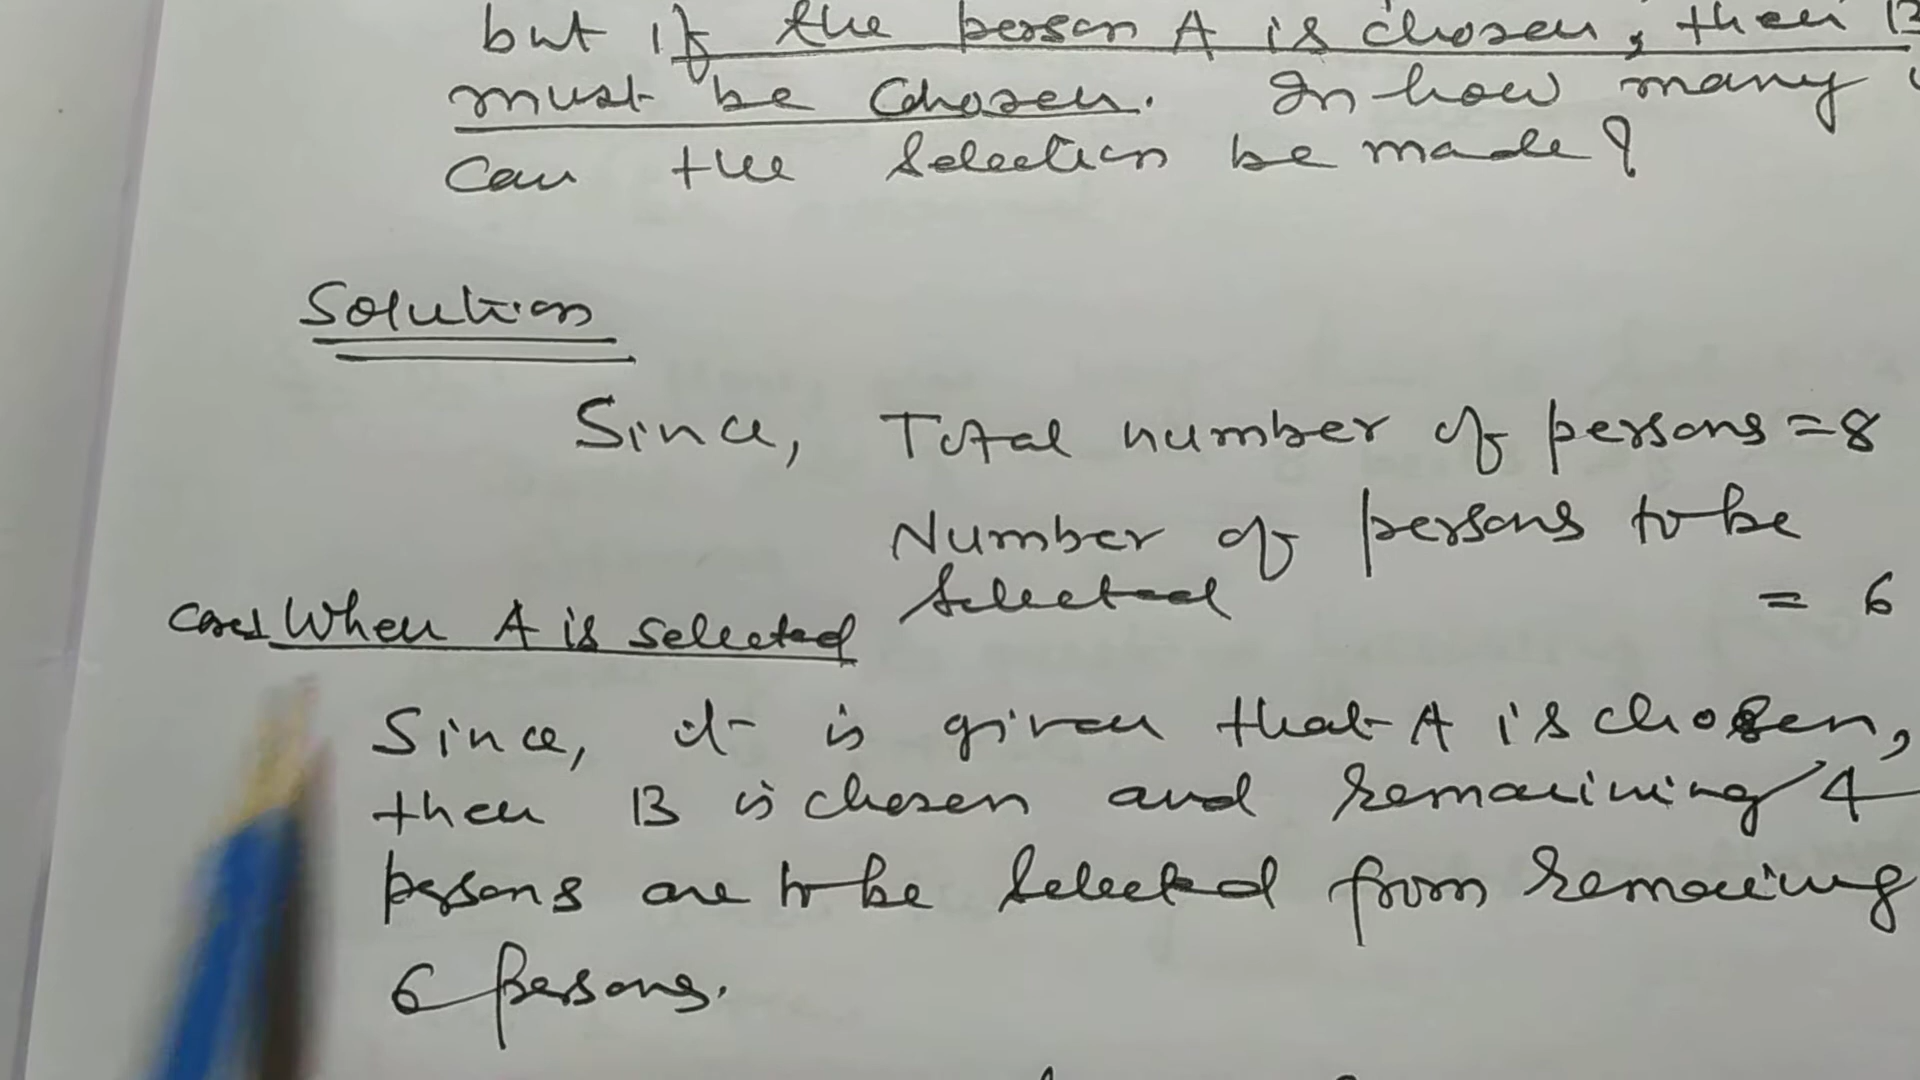 but if the person A is chosen, then B
must be chosen. In how many
can the selection be made?
Solution
Since, Total number of persons = 8
Number of persons to be
selected = 6
Case1 When A is selected
Since, it is given that A is chosen,
then B is chosen and remaining 4
persons are to be selected from remaining
6 persons.